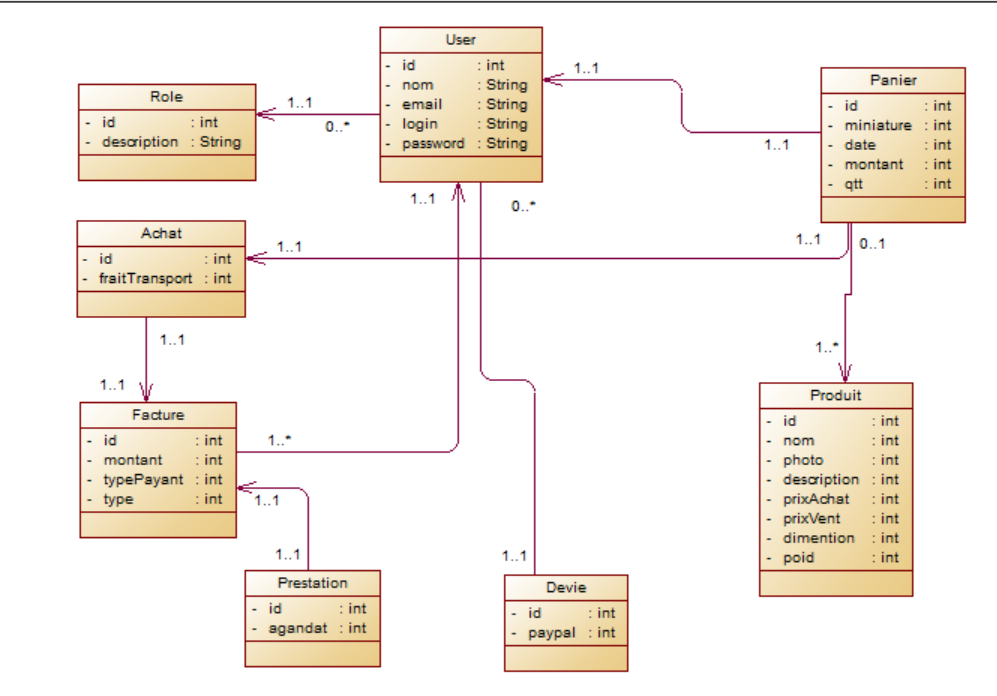 User
- id : int
- nom : String
- email : String
- login : String
- password : String
Role
- id : int
- description : String
Panier
- id : int
- miniature : int
- date : int
- montant : int
- qtt : int
1..1
0..*
1..1
1..1
1..1
0..*
Achat
- id : int
- fraitTransport : int
1..1
1..1
0..1
1..1
1..1
1..*
Facture
- id : int
- montant : int
- typePayant : int
- type : int
1..*
Produit
- id : int
- nom : int
- photo : int
- description : int
- prixAchat : int
- prixVent : int
- dimention : int
- poid : int
1..1
1..1
1..1
Prestation
- id : int
- agandat : int
Devie
- id : int
- paypal : int